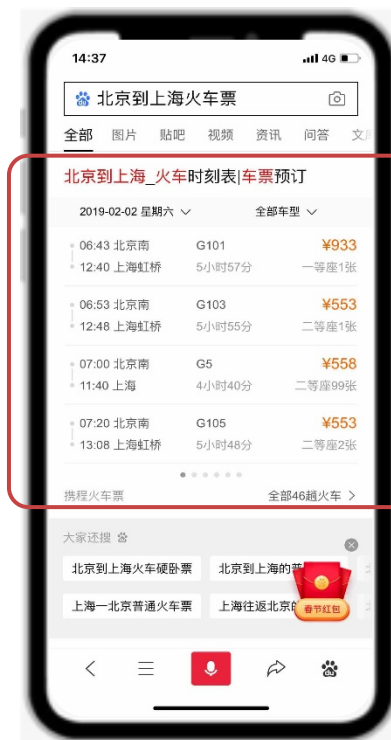 14:37 4G
北京到上海火车票
全部 图片 贴吧 视频 资讯 问答
北京到上海_火车时刻表|车票预订
2019-02-02 星期六 全部车型
06:43 北京南 G101 ¥933
12:40 上海虹桥 5小时57分 一等座1张
06:53 北京南 G103 ¥553
12:48 上海虹桥 5小时55分 二等座1张
07:00 北京南 G5 ¥558
11:40 上海 4小时40分 二等座99张
07:20 北京南 G105 ¥553
13:08 上海虹桥 5小时48分 二等座2张
携程火车票 全部46趟火车
大家还搜
北京到上海火车硬卧票 北京到上海的
上海一北京普通火车票 上海往返北京
春节红包